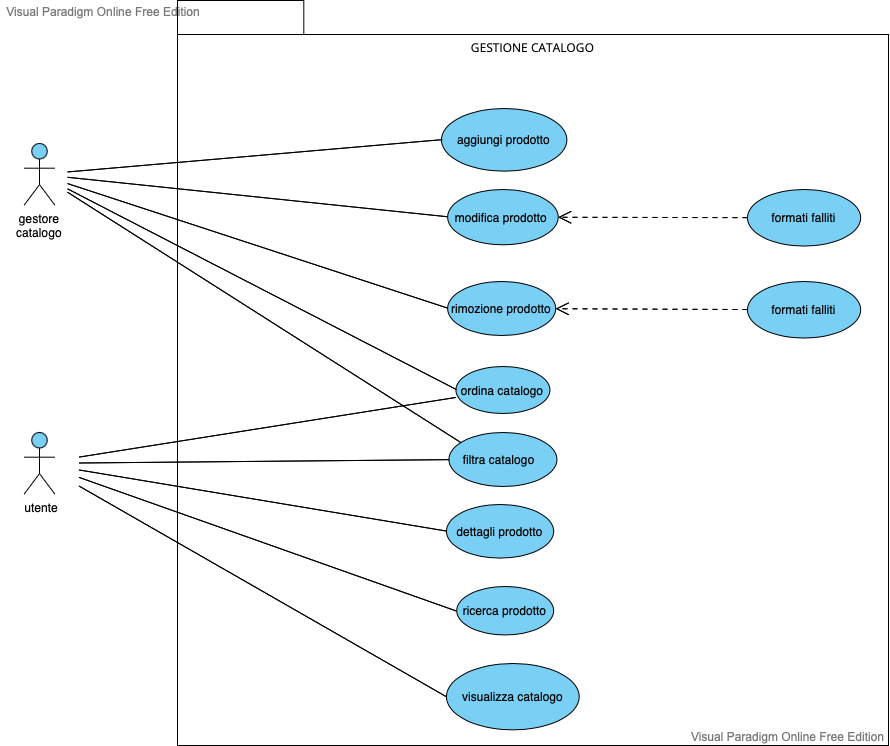 Visual Paradigm Online Free Edition
GESTIONE CATALOGO
aggiungi prodotto
gestore
catalogo
modifica prodotto
formati falliti
rimozione prodotto
formati falliti
ordina catalogo
filtra catalogo
utente
dettagli prodotto
ricerca prodotto
visualizza catalogo
Visual Paradigm Online Free Edition